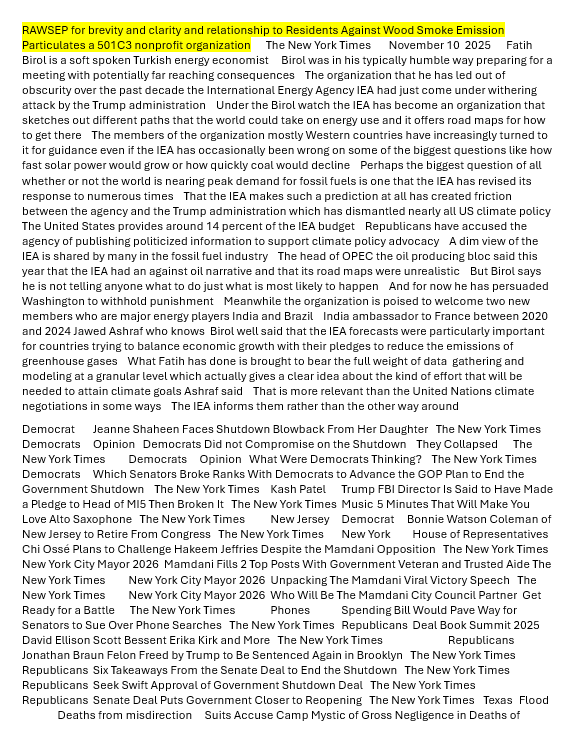 RAWSEP for brevity and clarity and relationship to Residents Against Wood Smoke Emission
Particulates a 501C3 nonprofit organization The New York Times November 10 2025 Fatih
Birol is a soft spoken Turkish energy economist Birol was in his typically humble way preparing for a
meeting with potentially far reaching consequences The organization that he has led out of
obscurity over the past decade the International Energy Agency IEA had just come under withering
attack by the Trump administration Under the Birol watch the IEA has become an organization that
sketches out different paths that the world could take on energy use and it offers road maps for how
to get there The members of the organization mostly Western countries have increasingly turned to
it for guidance even if the IEA has occasionally been wrong on some of the biggest questions like how
fast solar power would grow or how quickly coal would decline Perhaps the biggest question of all
whether or not the world is nearing peak demand for fossil fuels is one that the IEA has revised its
response to numerous times That the IEA makes such a prediction at all has created friction
between the agency and the Trump administration which has dismantled nearly all US climate policy
The United States provides around 14 percent of the IEA budget Republicans have accused the
agency of publishing politicized information to support climate policy advocacy A dim view of the
IEA is shared by many in the fossil fuel industry The head of OPEC the oil producing bloc said this
year that the IEA had an against oil narrative and that its road maps were unrealistic But Birol says
he is not telling anyone what to do just what is most likely to happen And for now he has persuaded
Washington to withhold punishment Meanwhile the organization is poised to welcome two new
members who are major energy players India and Brazil India ambassador to France between 2020
and 2024 Jawed Ashraf who knows Birol well said that the IEA forecasts were particularly important
for countries trying to balance economic growth with their pledges to reduce the emissions of
greenhouse gases What Fatih has done is brought to bear the full weight of data gathering and
modeling at a granular level which actually gives a clear idea about the kind of effort that will be
needed to attain climate goals Ashraf said That is more relevant than the United Nations climate
negotiations in some ways The IEA informs them rather than the other way around
Democrat Jeanne Shaheen Faces Shutdown Blowback From Her Daughter The New York Times
Democrats Opinion Democrats Did not Compromise on the Shutdown They Collapsed The
New York Times Democrats Opinion What Were Democrats Thinking? The New York Times
Democrats Which Senators Broke Ranks With Democrats to Advance the GOP Plan to End the
Government Shutdown The New York Times Kash Patel Trump FBI Director Is Said to Have Made
a Pledge to Head of MI5 Then Broken It The New York Times Music 5 Minutes That Will Make You
Love Alto Saxophone The New York Times New Jersey Democrat Bonnie Watson Coleman of
New Jersey to Retire From Congress The New York Times New York House of Representatives
Chi Ossé Plans to Challenge Hakeem Jeffries Despite the Mamdani Opposition The New York Times
New York City Mayor 2026 Mamdani Fills 2 Top Posts With Government Veteran and Trusted Aide The
New York Times New York City Mayor 2026 Unpacking The Mamdani Viral Victory Speech The
New York Times New York City Mayor 2026 Who Will Be The Mamdani City Council Partner Get
Ready for a Battle The New York Times Phones Spending Bill Would Pave Way for
Senators to Sue Over Phone Searches The New York Times Republicans Deal Book Summit 2025
David Ellison Scott Bessent Erika Kirk and More The New York Times Republicans
Jonathan Braun Felon Freed by Trump to Be Sentenced Again in Brooklyn The New York Times
Republicans Six Takeaways From the Senate Deal to End the Shutdown The New York Times
Republicans Seek Swift Approval of Government Shutdown Deal The New York Times
Republicans Senate Deal Puts Government Closer to Reopening The New York Times Texas Flood
Deaths from misdirection Suits Accuse Camp Mystic of Gross Negligence in Deaths of